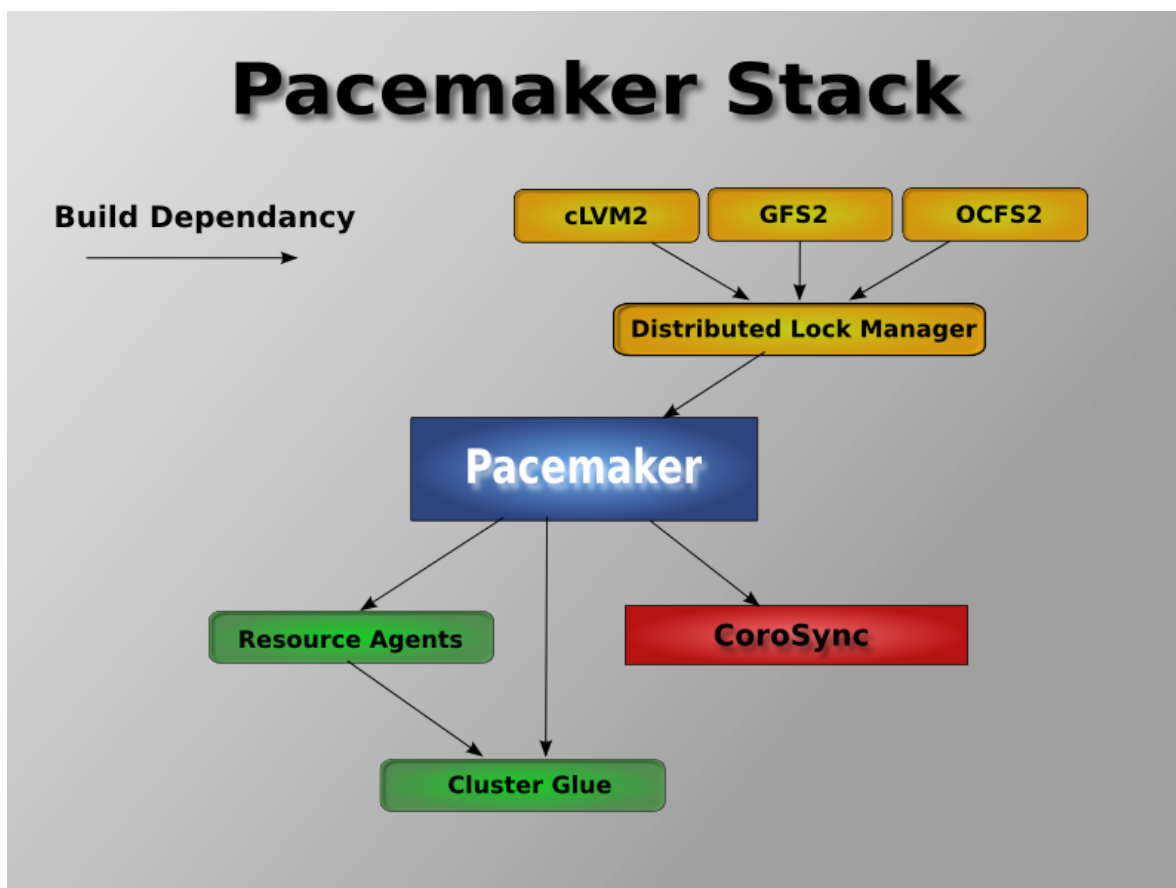 Pacemaker Stack
Build Dependancy
cLVM2
GFS2
OCFS2
Distributed Lock Manager
Pacemaker
Resource Agents
CoroSync
Cluster Glue